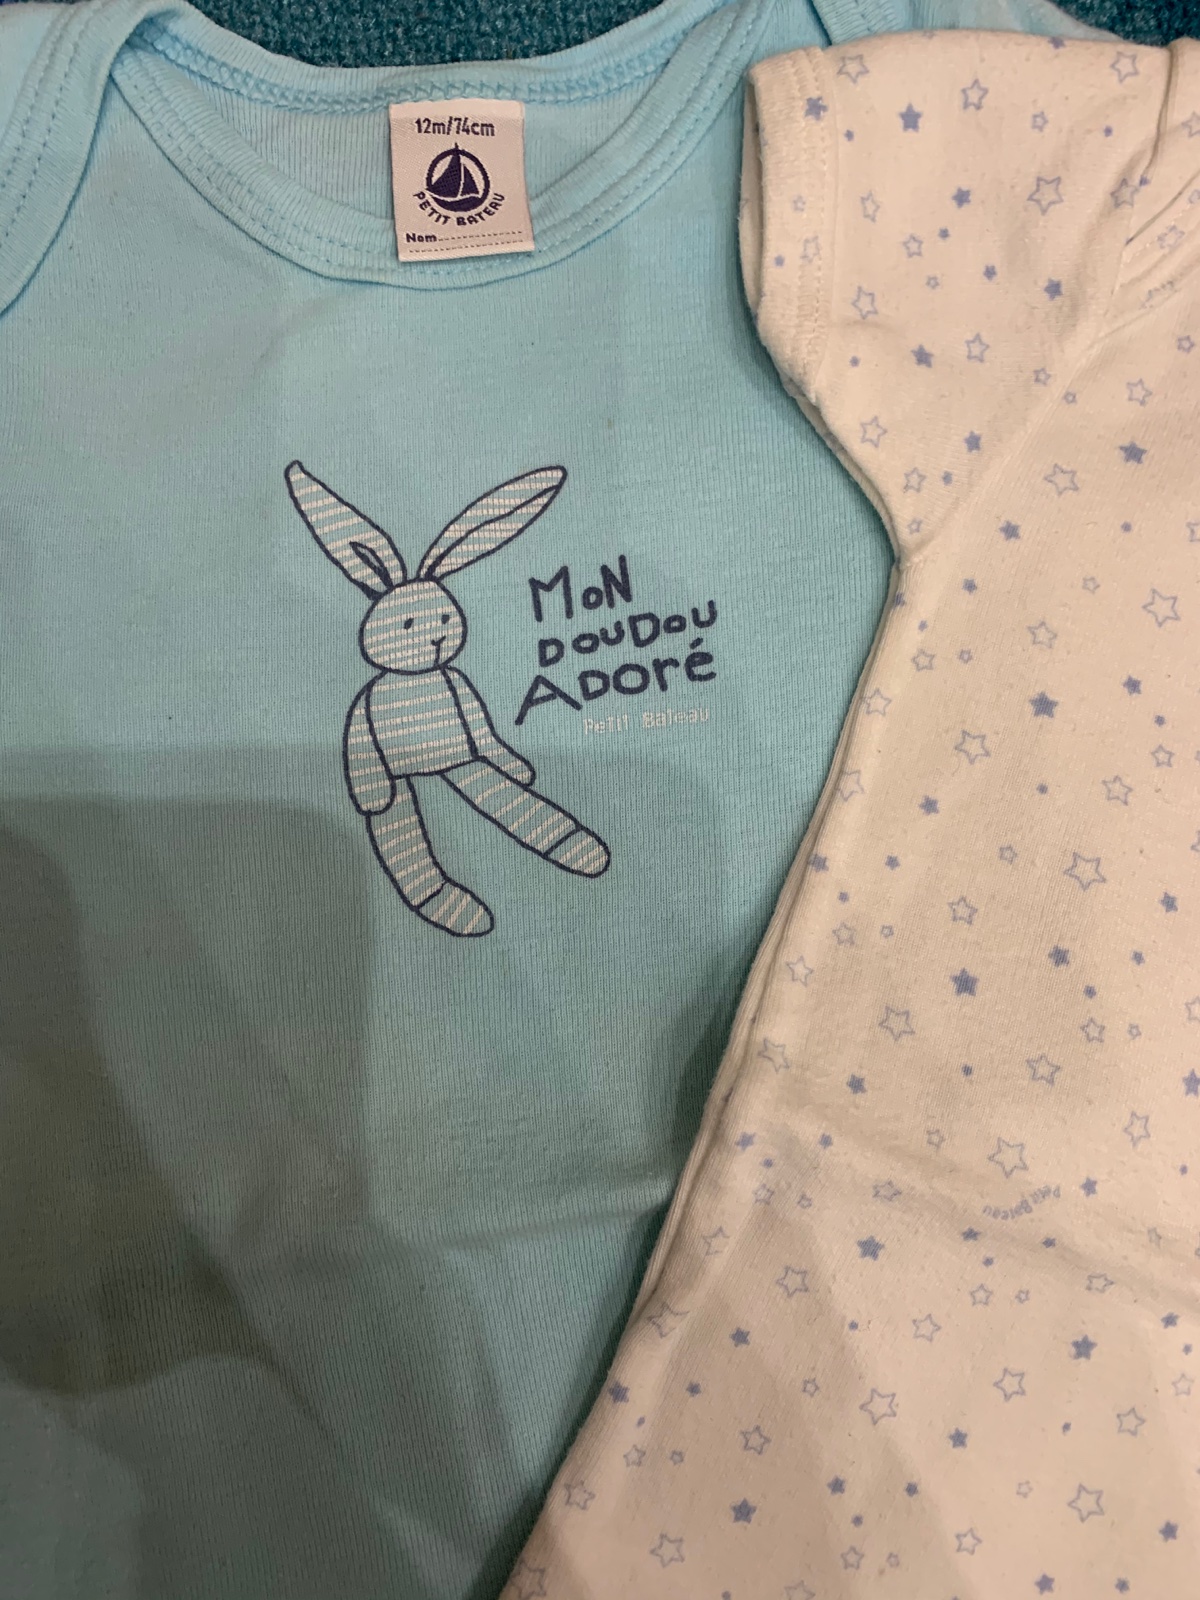 12m/74cm
PETIT BATEAU
Nom
MoN
DOUDOU
ADoré
Petit Bateau
Petit Bateau